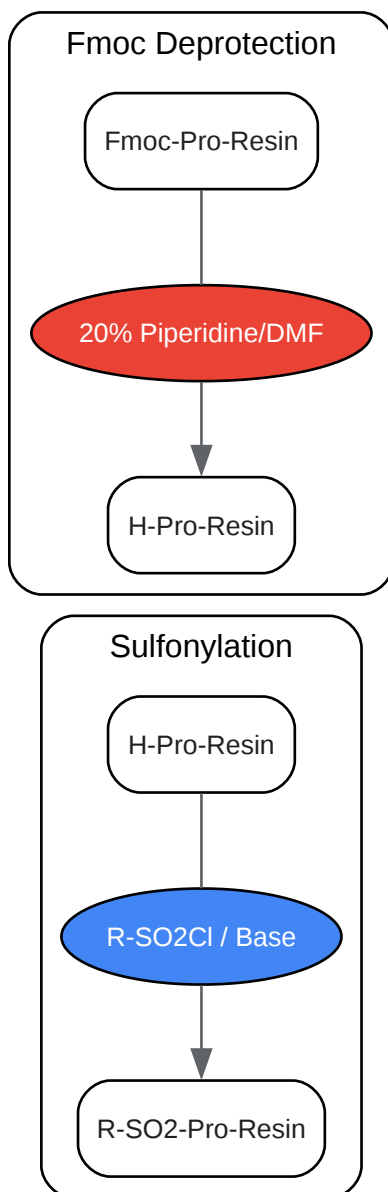 Fmoc Deprotection
Fmoc-Pro-Resin
20% Piperidine/DMF
H-Pro-Resin
Sulfonylation
H-Pro-Resin
R-SO2Cl / Base
R-SO2-Pro-Resin